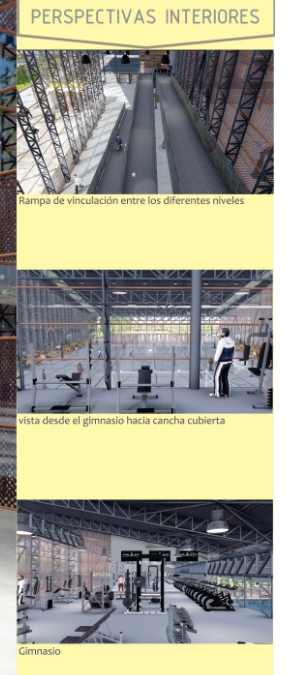 PERSPECTIVAS INTERIORES
Rampa de vinculación entre los diferentes niveles
vista desde el gimnasio hacia cancha cubierta
Gimnasio